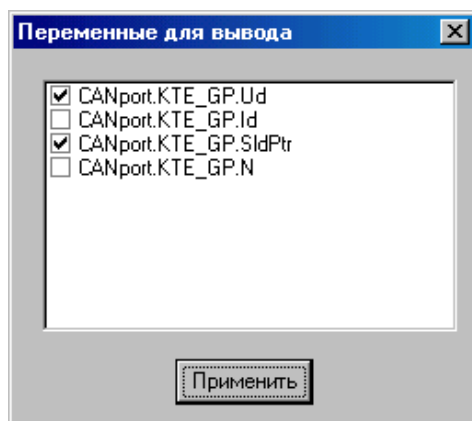 Переменные для вывода
CANport.KTE_GP.Ud
CANport.KTE_GP.Id
CANport.KTE_GP.SldPtr
CANport.KTE_GP.N
Применить